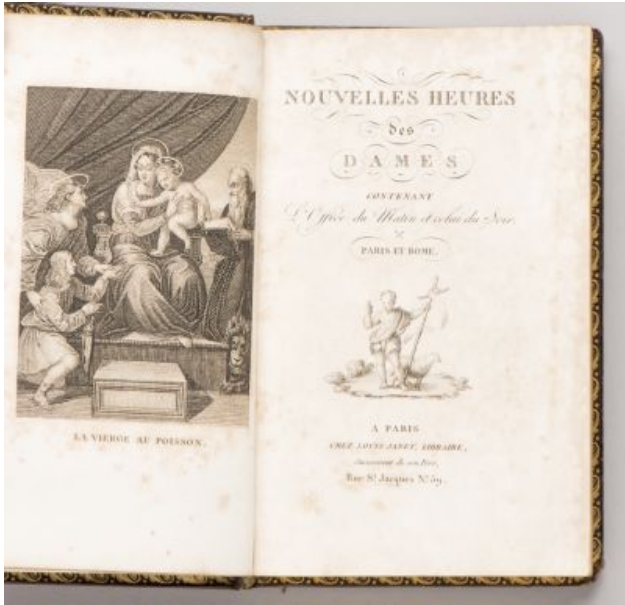 LA VIERGE AU POISSON.
NOUVELLES HEURES
des
DAMES
CONTENANT
L'Office du Matin et celui du Soir.
PARIS ET ROME.
A PARIS
CHEZ LOUIS JANET, LIBRAIRE,
Successeur de son Père,
Rue St Jacques No 59.